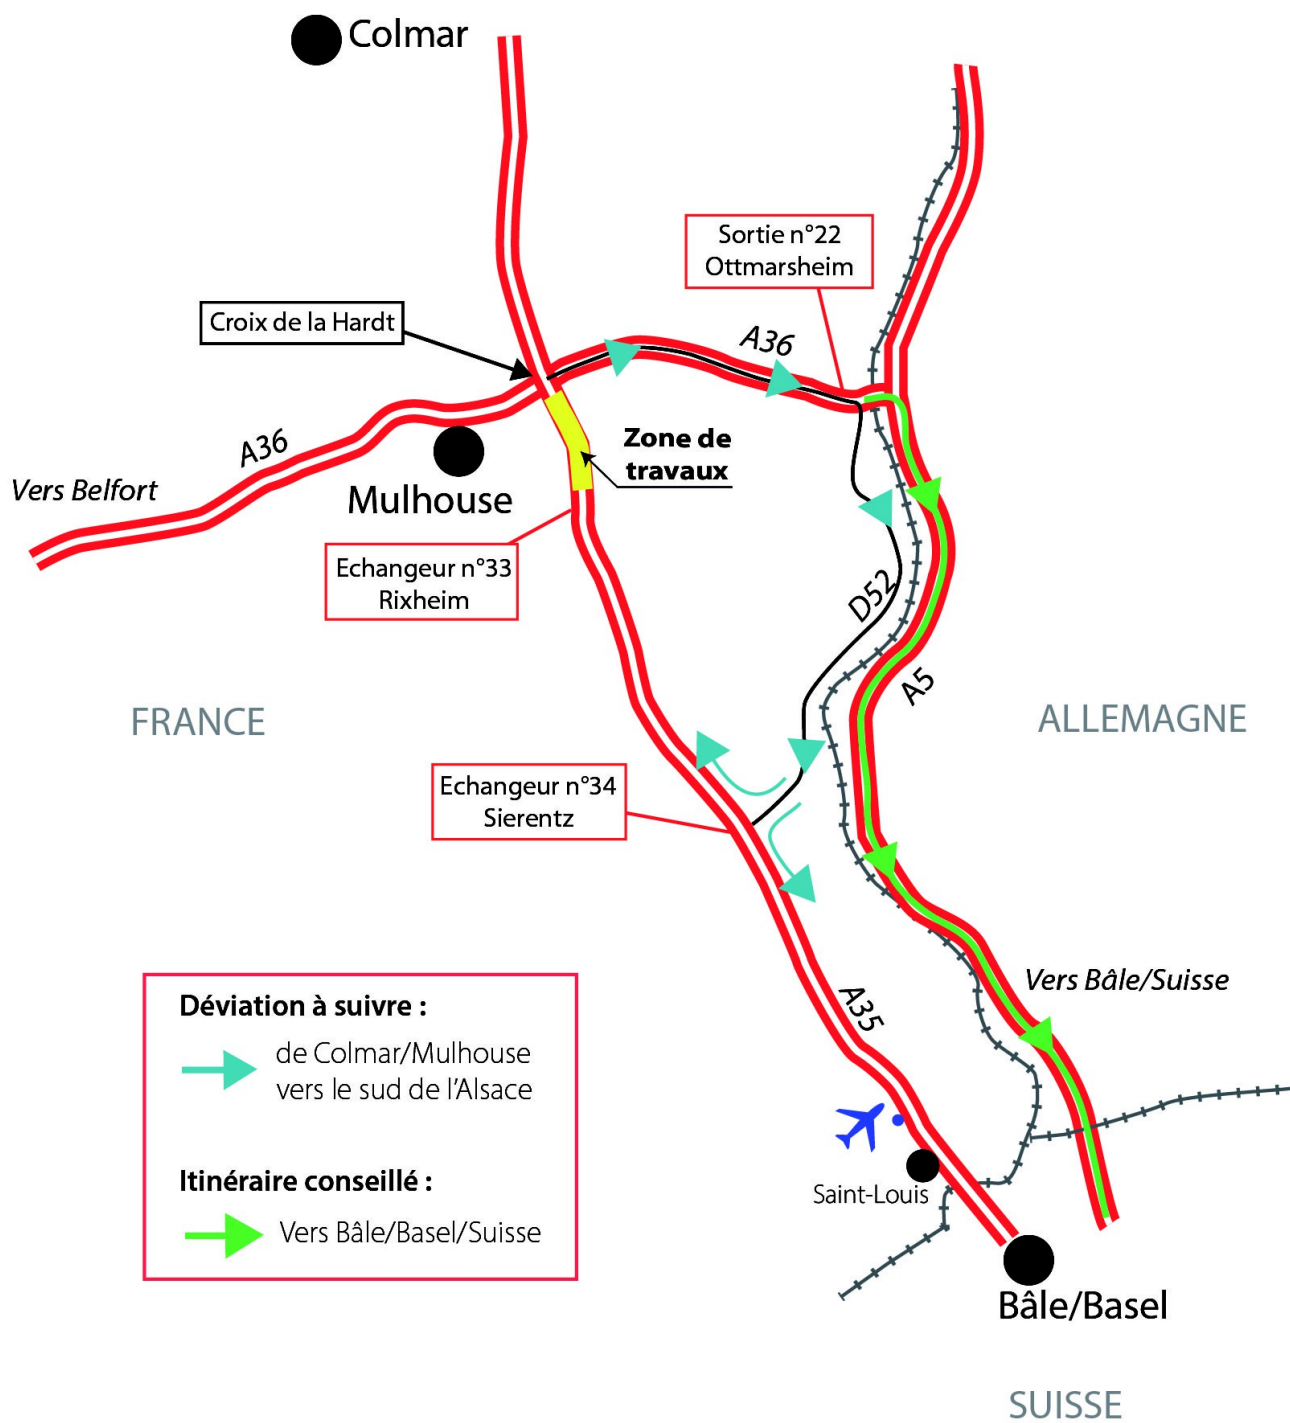 Colmar
Sortie n°22
Ottmarsheim
Croix de la Hardt
A36
A36
Zone de
travaux
Vers Belfort
Mulhouse
Echangeur n°33
Rixheim
D52
A5
FRANCE
ALLEMAGNE
Echangeur n°34
Sierentz
Vers Bâle/Suisse
A35
Déviation à suivre :
de Colmar/Mulhouse
vers le sud de l'Alsace
Itinéraire conseillé :
Vers Bâle/Basel/Suisse
Saint-Louis
Bâle/Basel
SUISSE